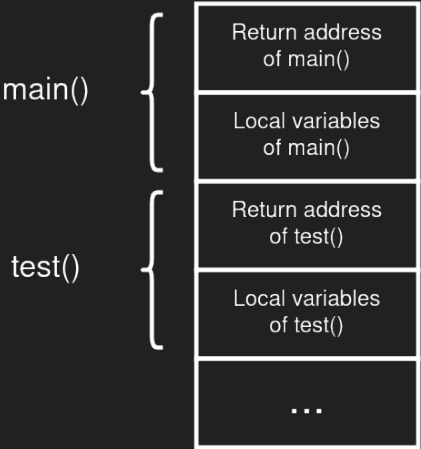 main()
Return address
of main()
Local variables
of main()
test()
Return address
of test()
Local variables
of test()
...